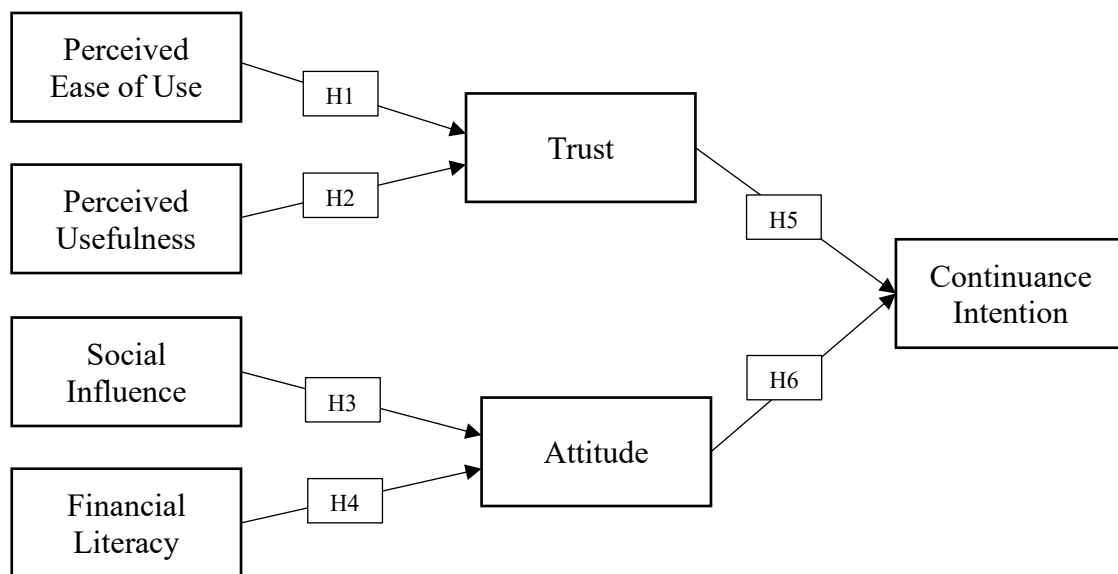 Perceived
Ease of Use
H1
Trust
Perceived
Usefulness
H2
H5
Continuance
Intention
Social
Influence
H3
H6
Attitude
Financial
Literacy
H4